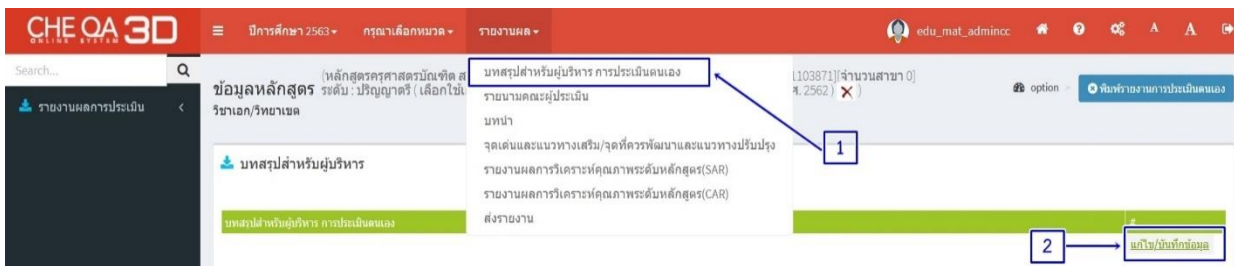 CHE QA 3D
ONLINE SYSTEM
ปีการศึกษา 2563
กรุณาเลือกหมวด
รายงานผล
edu_mat_admincc
A A
Search...
รายงานผลการประเมิน
ข้อมูลหลักสูตร (หลักสูตรครุศาสตรบัณฑิต ส
1103871][จำนวนสาขา 0]
ระดับ : ปริญญาตรี ( เลือกใช้เ
ศ. 2562 ) X )
วิชาเอก/วิทยาเขต
option
พิมพ์รายงานการประเมินตนเอง
บทสรุปสำหรับผู้บริหาร การประเมินตนเอง
รายนามคณะผู้ประเมิน
บทนำ
จุดเด่นและแนวทางเสริม/จุดที่ควรพัฒนาและแนวทางปรับปรุง
รายงานผลการวิเคราะห์คุณภาพระดับหลักสูตร(SAR)
รายงานผลการวิเคราะห์คุณภาพระดับหลักสูตร(CAR)
ส่งรายงาน
1
บทสรุปสำหรับผู้บริหาร
บทสรุปสำหรับผู้บริหาร การประเมินตนเอง
#
2
แก้ไข/บันทึกข้อมูล